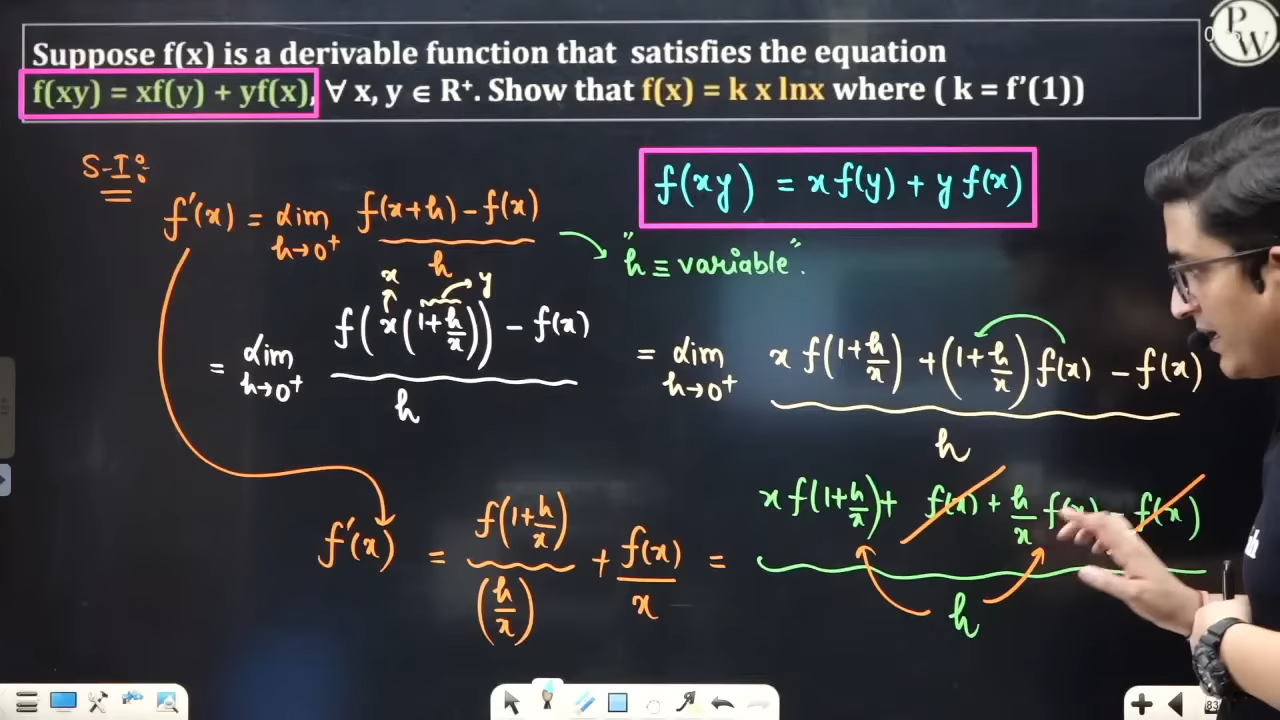 Suppose f(x) is a derivable function that satisfies the equation
f(xy) = xf(y) + yf(x), ∀ x, y ∈ R⁺. Show that f(x) = k x lnx where ( k = f′(1))
PW
S-I:
f(xy) = x f(y) + y f(x)
f'(x) = lim h→0⁺ (f(x+h) - f(x))/h
"h ≡ variable".
x y
= lim h→0⁺ (f(x(1+h/x)) - f(x))/h
= lim h→0⁺ (x f(1+h/x) + (1+h/x) f(x) - f(x))/h
f'(x) = f(1+h/x)/(h/x) + f(x)/x = (x f(1+h/x) + f(x) + h/x f(x) - f(x))/h